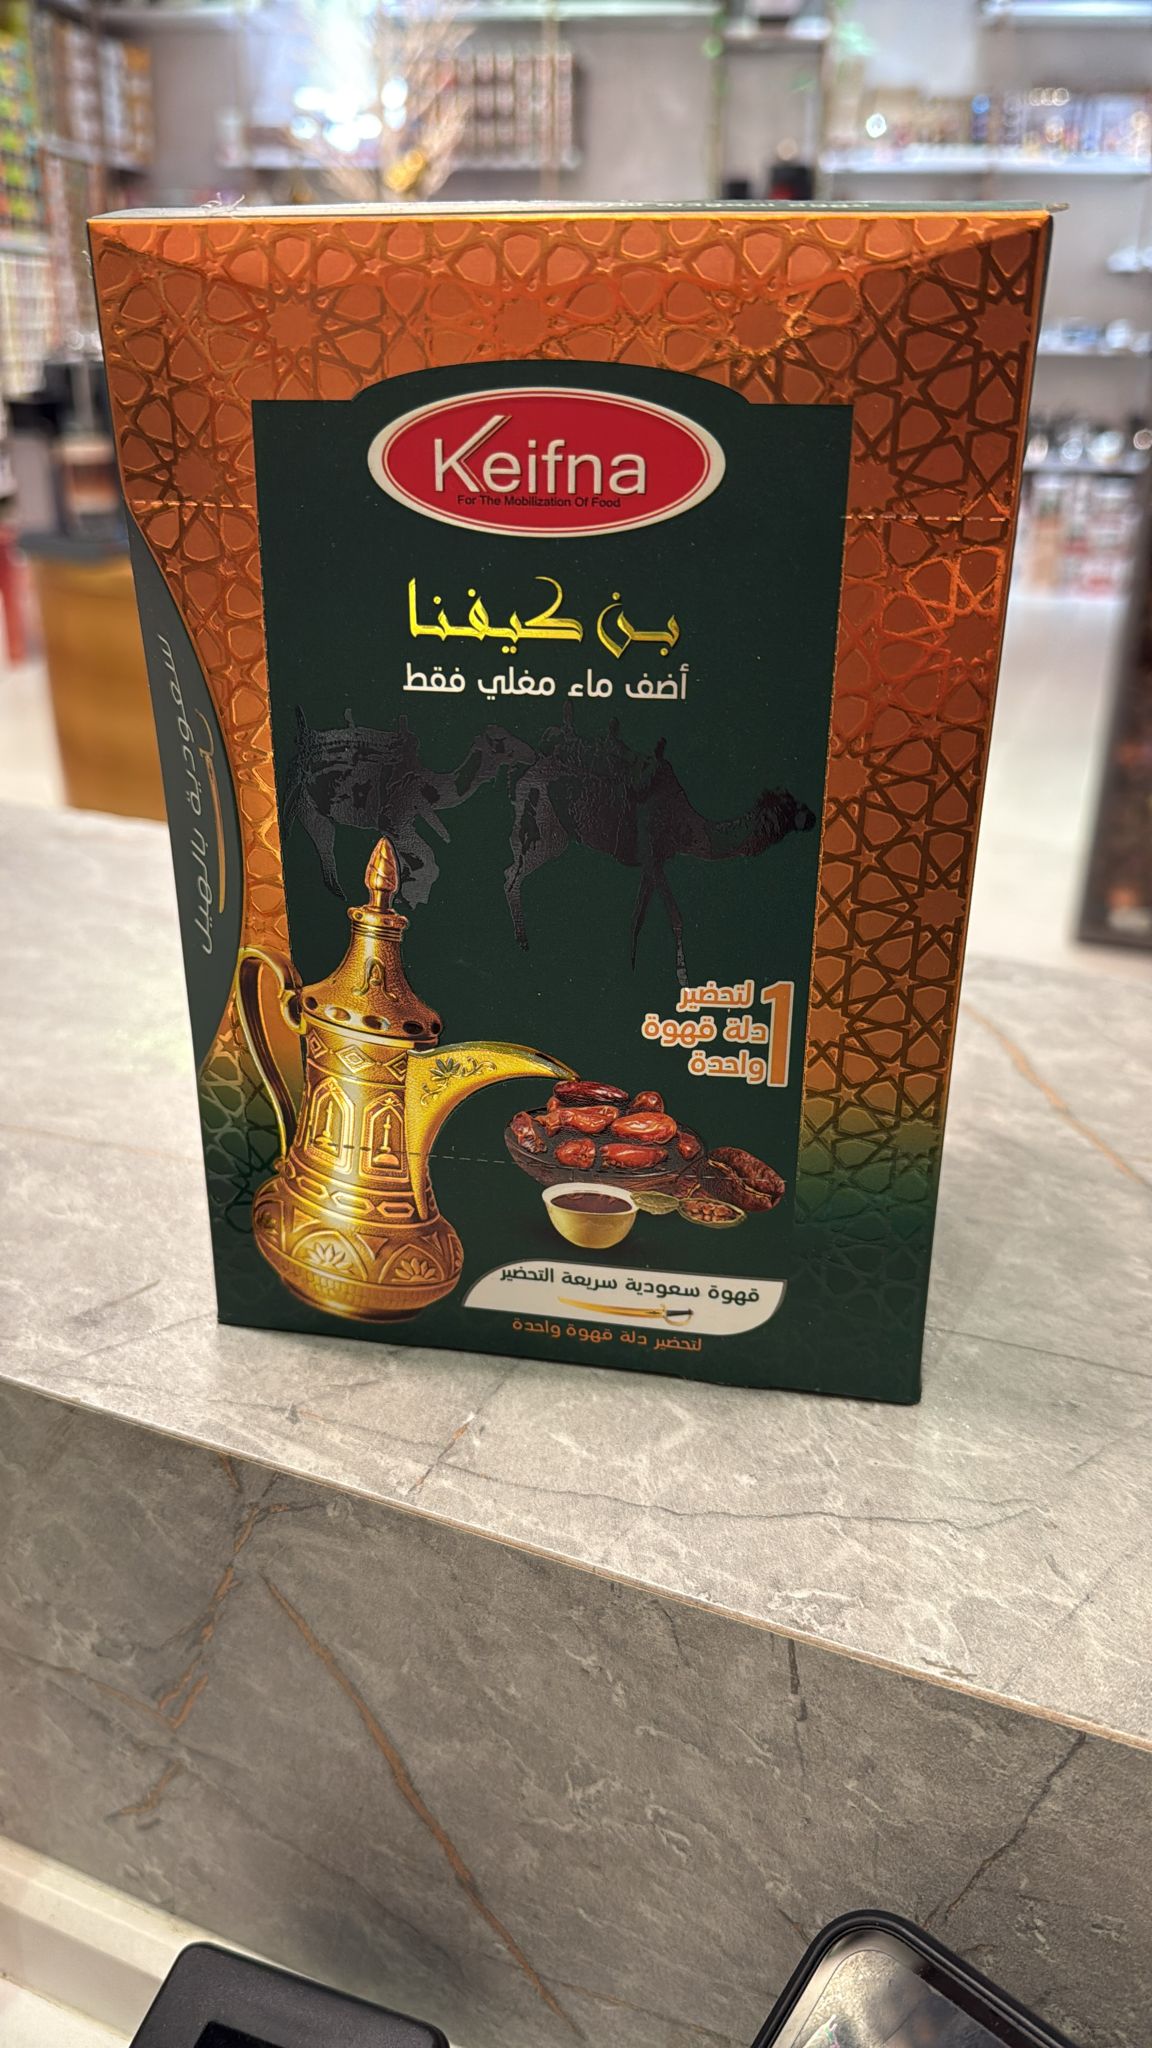 Keifna
For The Mobilization Of Food
بن كيفنا
أضف ماء مغلي فقط
1 لتحضير
دلة قهوة
واحدة
قهوة سعودية سريعة التحضير
لتحضير دلة قهوة واحدة